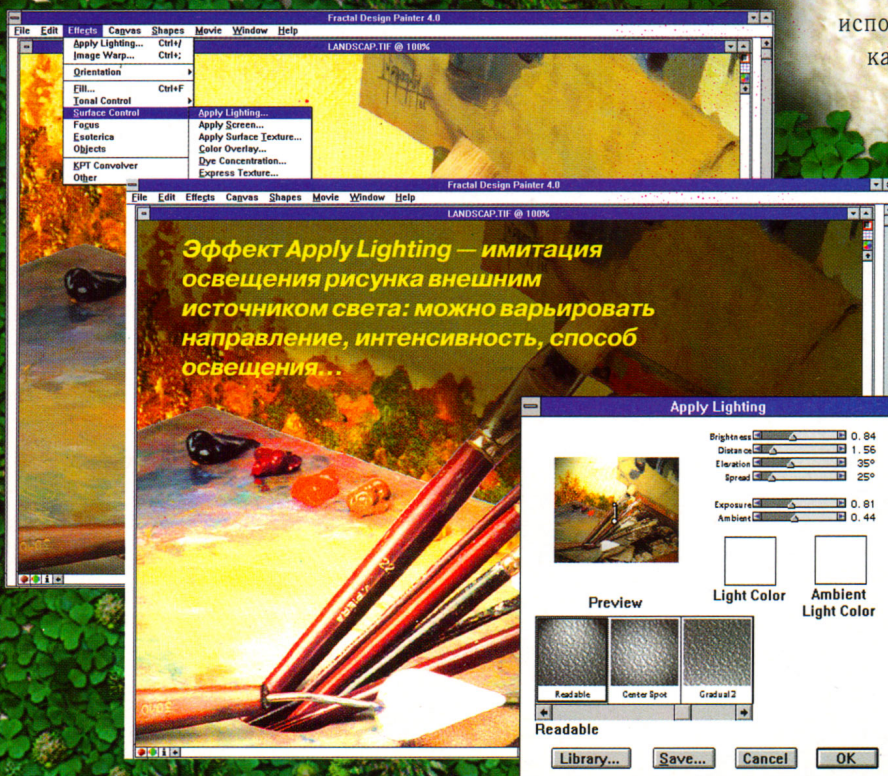 испо
ка
Fractal Design Painter 4.0
File Edit Effects Canvas Shapes Movie Window Help
LANDSCAP.TIF @ 100%
Apply Lighting... Ctrl+/
Image Warp... Ctrl+;
Orientation
Fill... Ctrl+F
Tonal Control
Surface Control
Focus
Esoterica
Objects
KPT Convolver
Other
Apply Lighting...
Apply Screen...
Apply Surface Texture...
Color Overlay...
Dye Concentration...
Express Texture...
Fractal Design Painter 4.0
File Edit Effects Canvas Shapes Movie Window Help
LANDSCAP.TIF @ 100%
Эффект Apply Lighting — имитация
освещения рисунка внешним
источником света: можно варьировать
направление, интенсивность, способ
освещения...
Apply Lighting
Brightness 0.84
Distance 1.56
Elevation 35°
Spread 25°
Exposure 0.81
Ambient 0.44
Preview
Light Color
Ambient
Light Color
Readable Center Spot Gradual2
Readable
Library... Save... Cancel OK